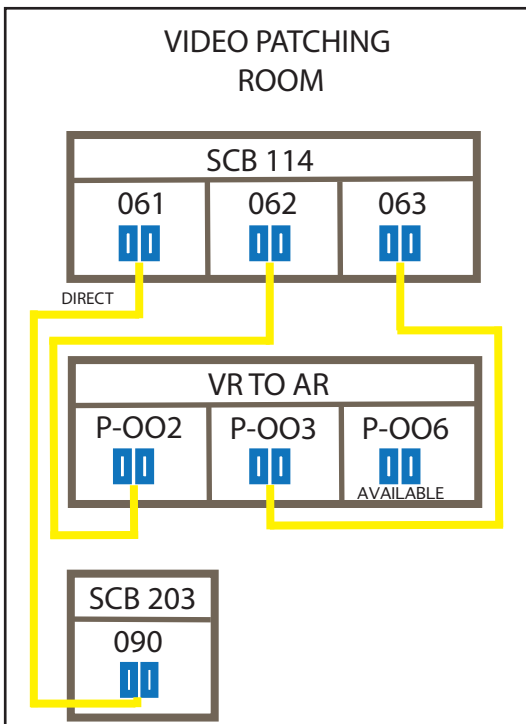 VIDEO PATCHING
ROOM
SCB 114
061 062 063
DIRECT
VR TO AR
P-OO2 P-OO3 P-OO6
AVAILABLE
SCB 203
090